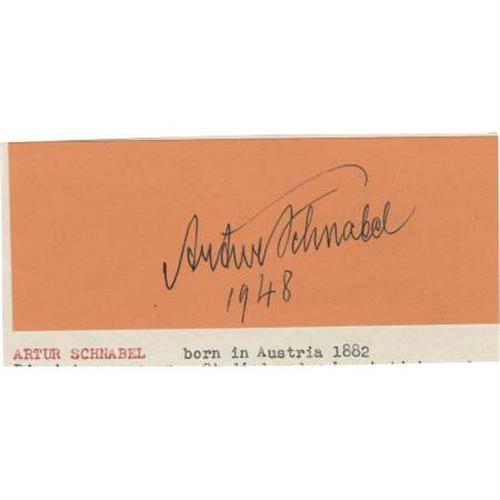 Artur Schnabel
1948
ARTUR SCHNABEL born in Austria 1882